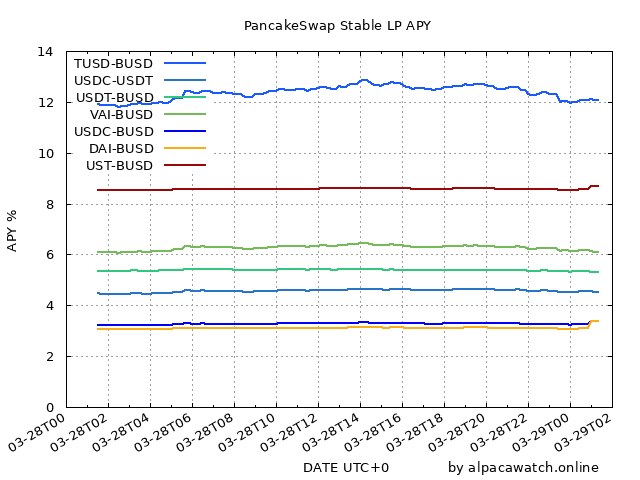 PancakeSwap Stable LP APY
14
12
10
8
6
4
2
0
APY %
TUSD-BUSD
USDC-USDT
USDT-BUSD
VAI-BUSD
USDC-BUSD
DAI-BUSD
UST-BUSD
03-28T00
03-28T02
03-28T04
03-28T06
03-28T08
03-28T10
03-28T12
03-28T14
03-28T16
03-28T18
03-28T20
03-28T22
03-29T00
03-29T02
DATE UTC+0
by alpacawatch.online